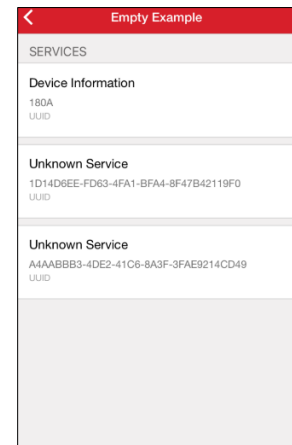 Empty Example
SERVICES
Device Information
180A
UUID
Unknown Service
1D14D6EE-FD63-4FA1-BFA4-8F47B42119F0
UUID
Unknown Service
A4AABBB3-4DE2-41C6-8A3F-3FAE9214CD49
UUID